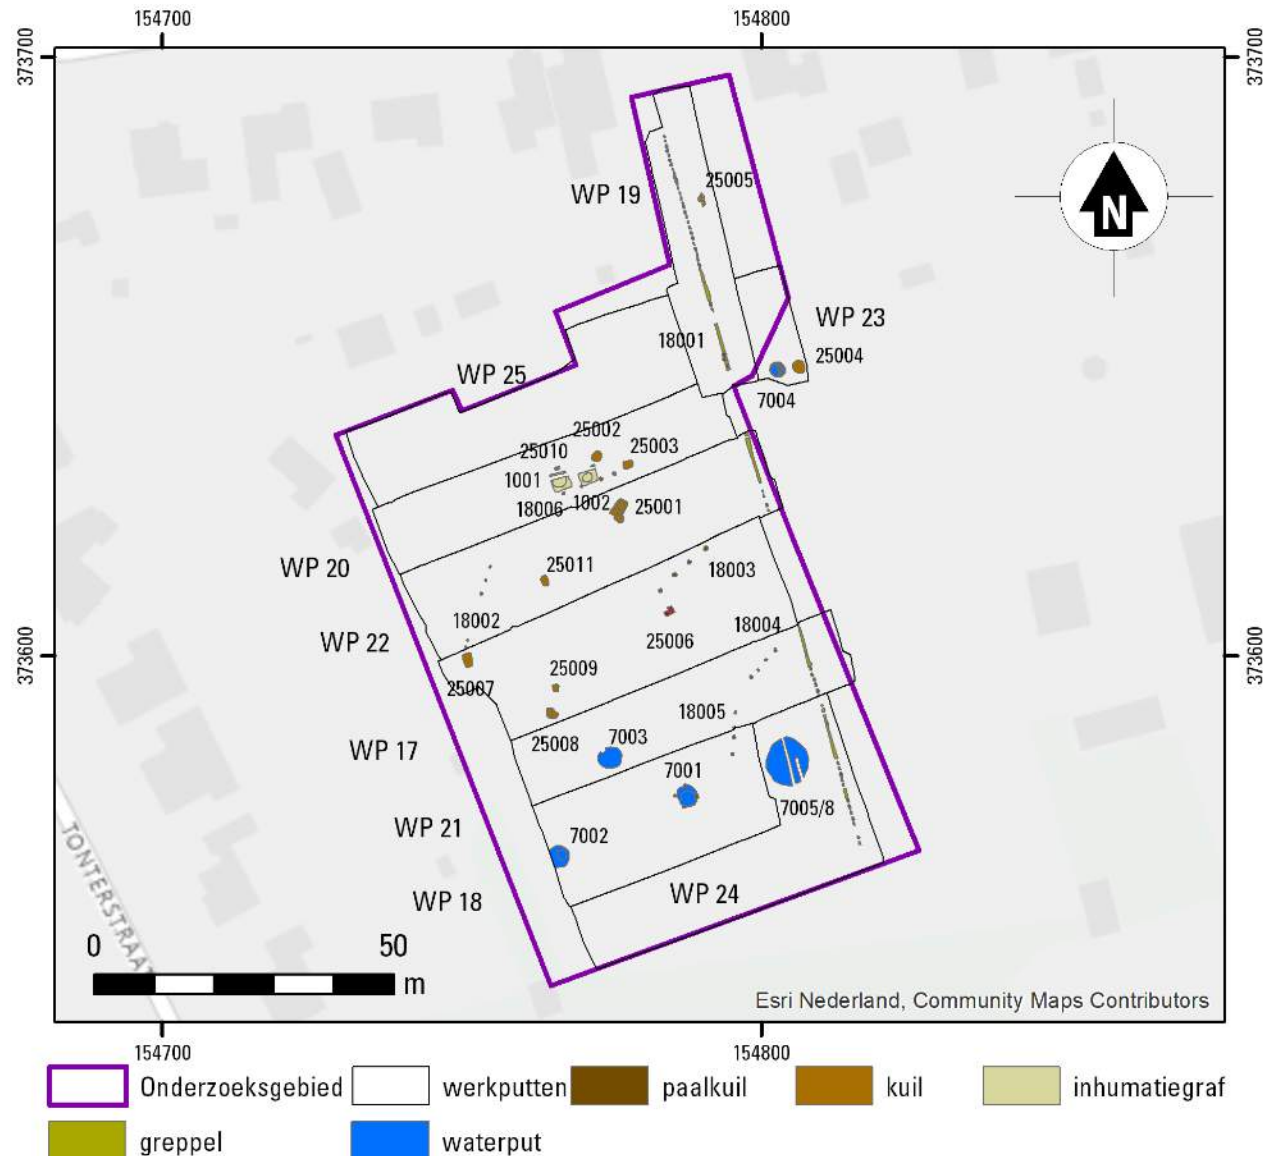 154700 154800
373700 373700
N
WP 19
25005
WP 23
18001
25004
WP 25
7004
25002
25010 25003
1001
18006 1002 25001
WP 20
25011
18003
18002
WP 22
25006 18004
25009
25007
18005
WP 17
25008 7003
7001
7005/8
WP 21
7002
WP 18
WP 24
373600 373600
TONTERSTRAAT
0 50
m
Esri Nederland, Community Maps Contributors
154700 154800
Onderzoeksgebied werkputten paalkuil kuil inhumatiegraf
greppel waterput